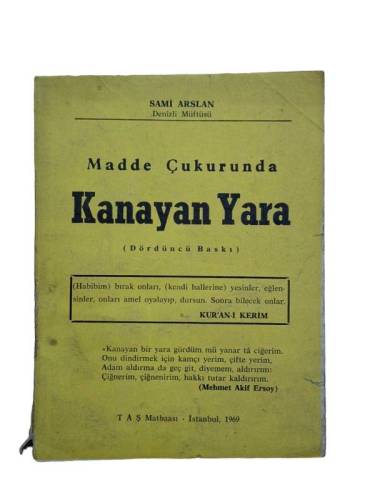 SAMİ ARSLAN
Denizli Müftüsü
Madde Çukurunda
Kanayan Yara
(Dördüncü Baskı)
(Habibim) bırak onları, (kendi hallerine) yesinler, eğlen-
sinler, onları amel oyalayıp, dursun. Sonra bilecek onlar.
KUR'AN-I KERİM
«Kanayan bir yara gördüm mü yanar tâ ciğerim.
Onu dindirmek için kamçı yerim, çifte yerim,
Adam aldırma da geç git, diyemem, aldırırım:
Çiğnerim, çiğnenirim, hakkı tutar kaldırırım.
(Mehmet Akif Ersoy)
TAŞ Matbaası - İstanbul, 1969